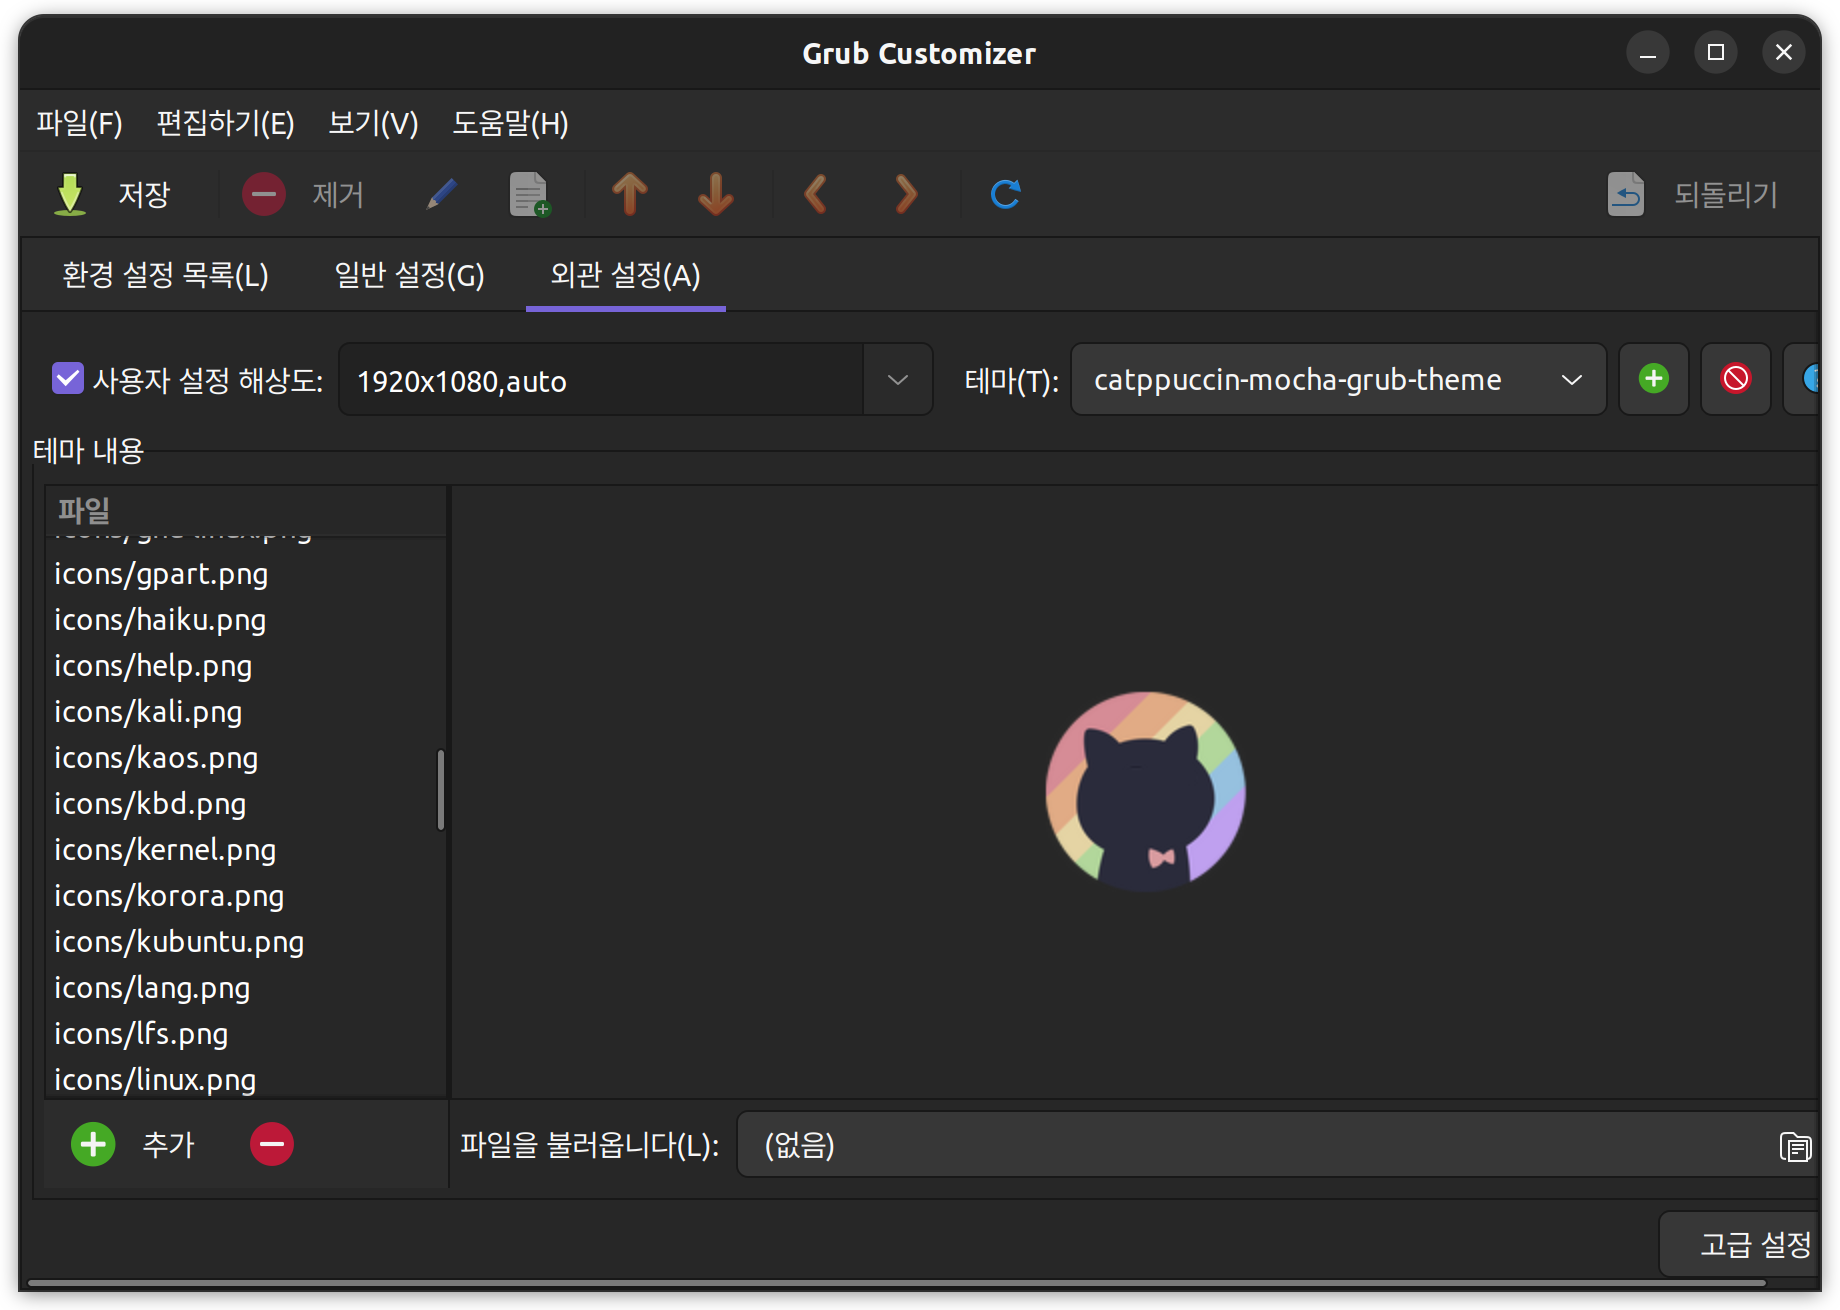 Grub Customizer
파일(F) 편집하기(E) 보기(V) 도움말(H)
저장 제거 되돌리기
환경 설정 목록(L) 일반 설정(G) 외관 설정(A)
사용자 설정 해상도: 1920x1080,auto 테마(T): catppuccin-mocha-grub-theme
테마 내용
파일
icons/gpart.png
icons/haiku.png
icons/help.png
icons/kali.png
icons/kaos.png
icons/kbd.png
icons/kernel.png
icons/korora.png
icons/kubuntu.png
icons/lang.png
icons/lfs.png
icons/linux.png
추가 파일을 불러옵니다(L): (없음)
고급 설정